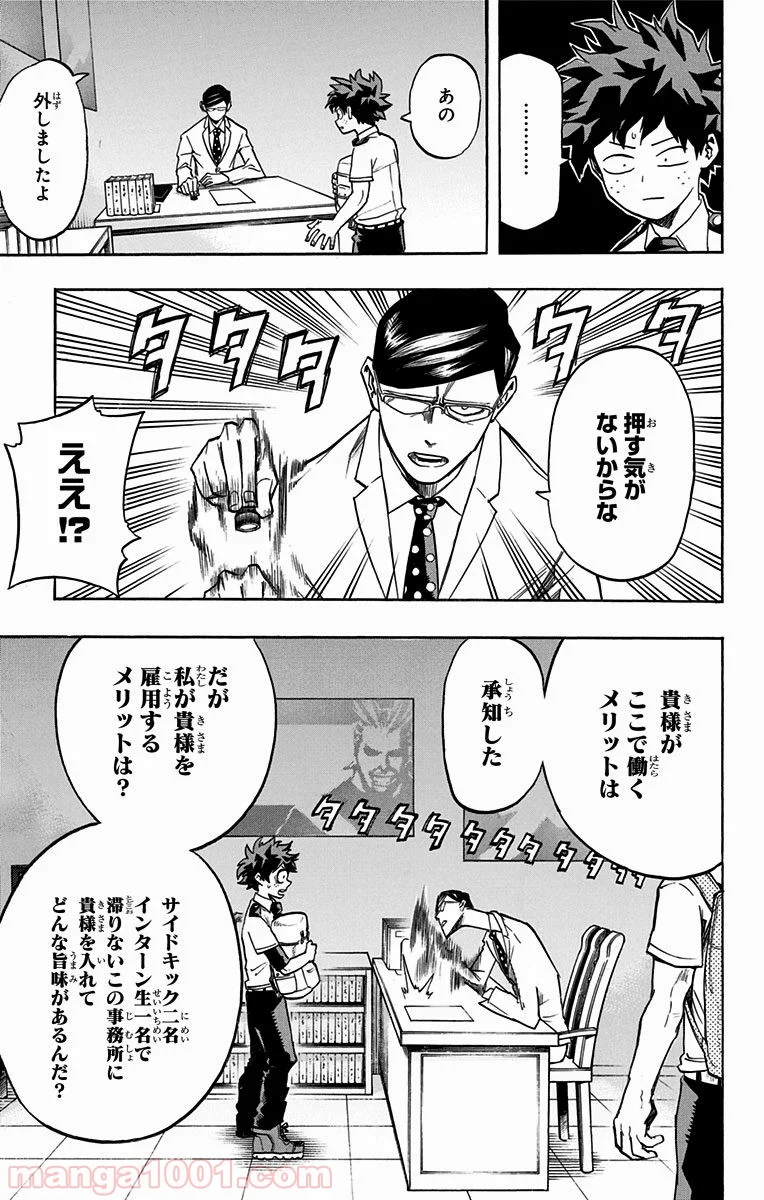 …………
あの
外しましたよ
押す気が
ないからな
タタタタタタ
ええ!?
貴様が
ここで働く
メリットは
承知した
タタタタタタタタタ
だが
私が貴様を
雇用する
メリットは?
サイドキック二名
インターン生一名で
滞りないこの事務所に
貴様を入れて
どんな旨味があるんだ?
manga1001.com